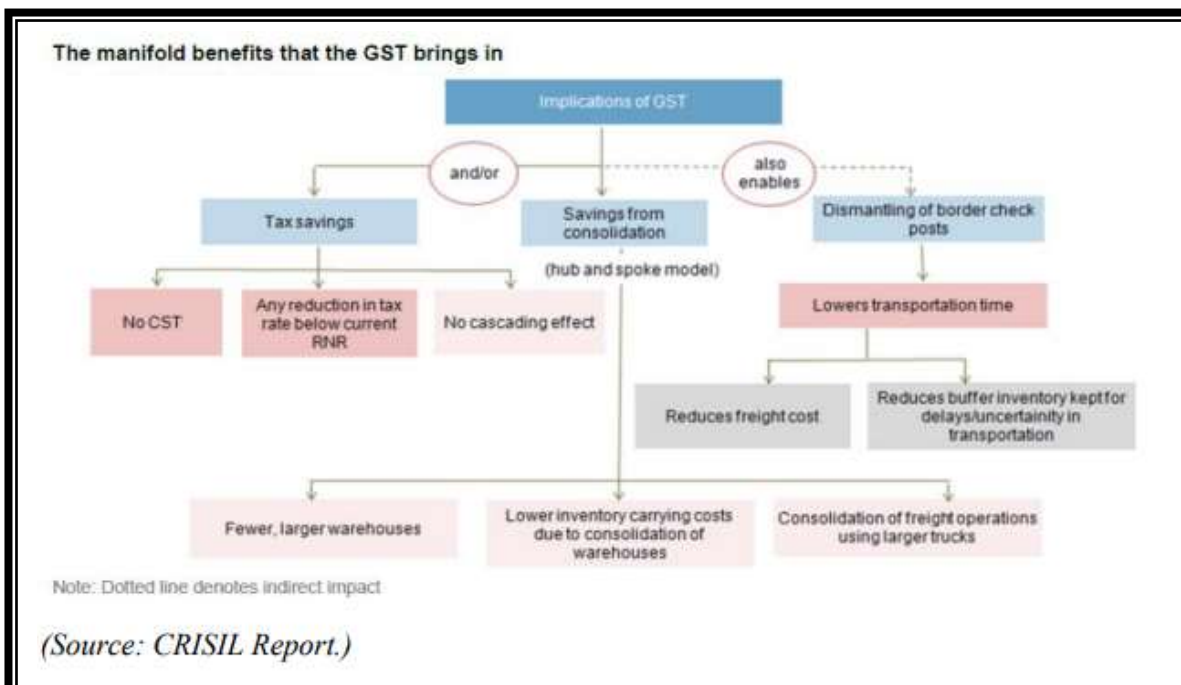 The manifold benefits that the GST brings in
Implications of GST
and/or
also
enables
Tax savings
Savings from
consolidation
Dismantling of border check
posts
(hub and spoke model)
No CST
Any reduction in tax
rate below current
RNR
No cascading effect
Lowers transportation time
Reduces freight cost
Reduces buffer inventory kept for
delays/uncertainity in
transportation
Fewer, larger warehouses
Lower inventory carrying costs
due to consolidation of
warehouses
Consolidation of freight operations
using larger trucks
Note: Dotted line denotes indirect impact
(Source: CRISIL Report.)